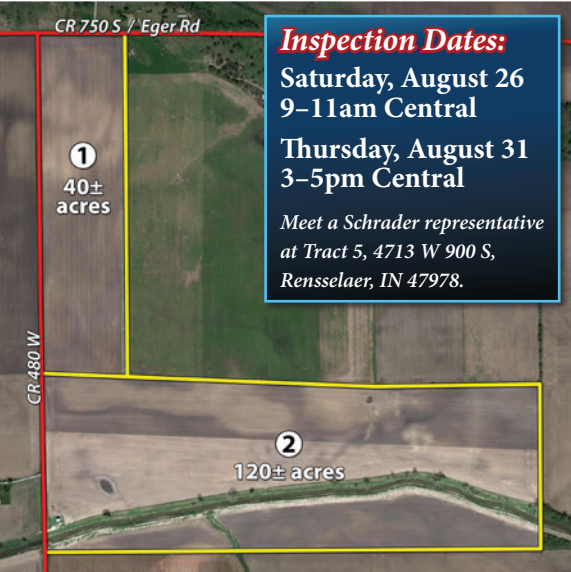 CR 750 S / Eger Rd
Inspection Dates:
Saturday, August 26
9–11am Central
Thursday, August 31
3–5pm Central
Meet a Schrader representative
at Tract 5, 4713 W 900 S,
Rensselaer, IN 47978.
1
40±
acres
CR 480 W
2
120± acres